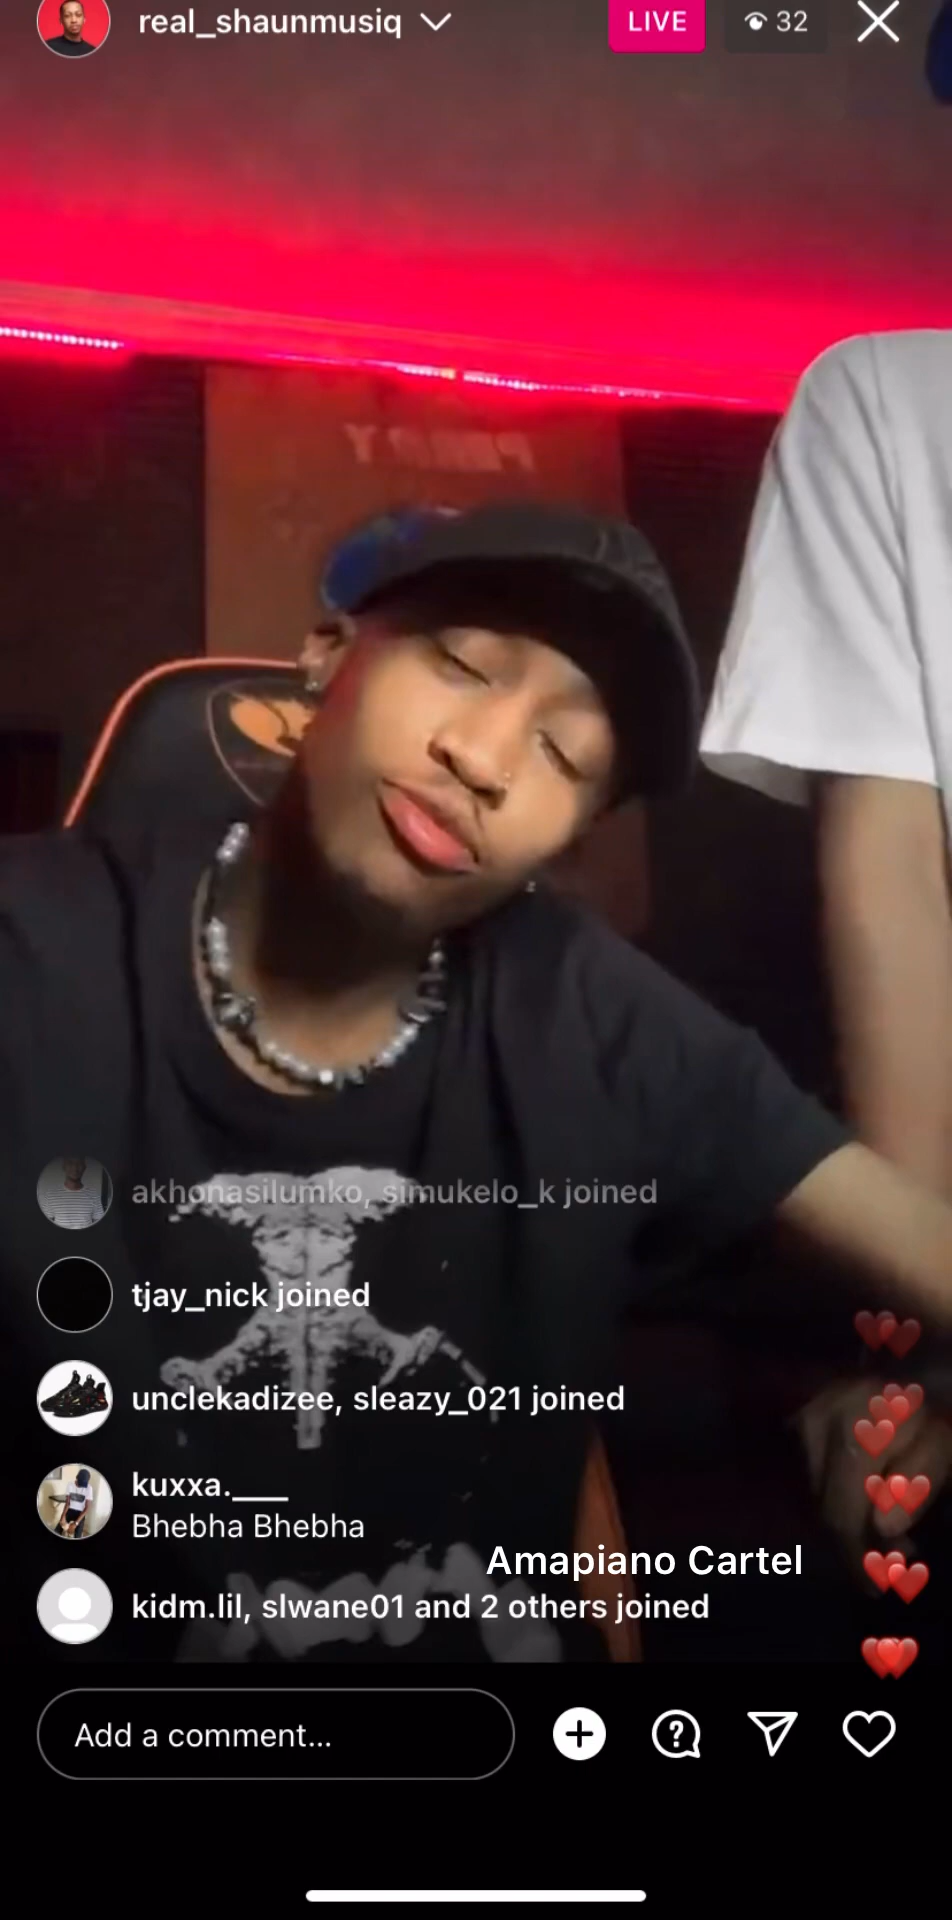 real_shaunmusiq
LIVE
32
akhonasilumko, simukelo_k joined
tjay_nick joined
unclekadizee, sleazy_021 joined
kuxxa.___
Bhebha Bhebha
Amapiano Cartel
kidm.lil, slwane01 and 2 others joined
Add a comment...